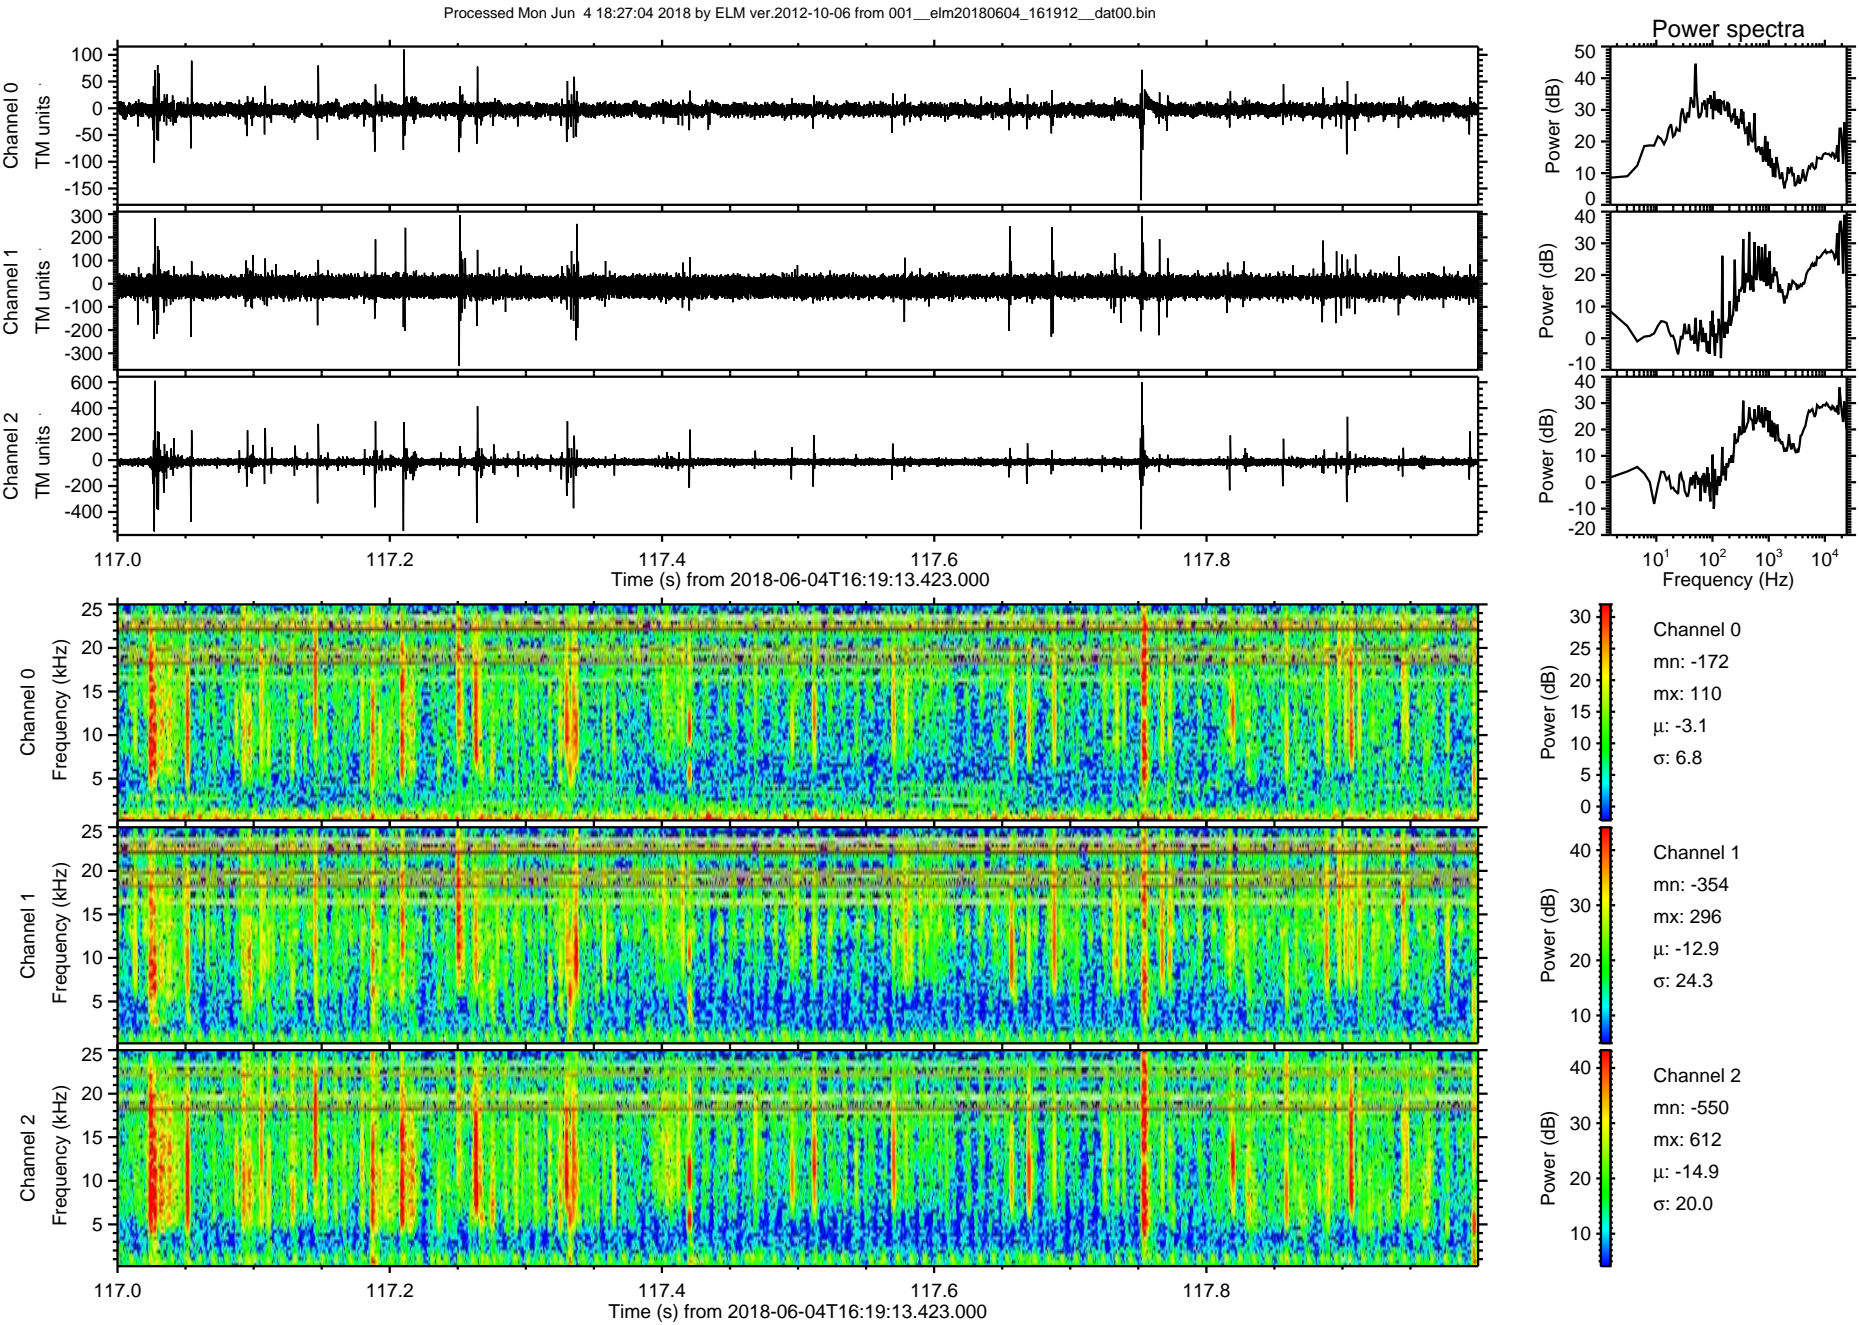 Processed Mon Jun  4 18:27:04 2018 by ELM ver.2012-10-06 from 001__elm20180604_161912__dat00.bin
Power spectra
Channel 0
TM units
100
50
0
-50
-100
-150
Power (dB)
50
40
30
20
10
0
Channel 1
TM units
300
200
100
0
-100
-200
-300
Power (dB)
40
30
20
10
0
-10
Channel 2
TM units
600
400
200
0
-200
-400
Power (dB)
40
30
20
10
0
-10
-20
117.0 117.2 117.4 117.6 117.8
Time (s) from 2018-06-04T16:19:13.423.000
10¹ 10² 10³ 10⁴
Frequency (Hz)
Channel 0
Frequency (kHz)
25
20
15
10
5
Power (dB)
30
25
20
15
10
5
0
Channel 0
mn: -172
mx: 110
μ: -3.1
σ: 6.8
Channel 1
Frequency (kHz)
25
20
15
10
5
Power (dB)
40
30
20
10
Channel 1
mn: -354
mx: 296
μ: -12.9
σ: 24.3
Channel 2
Frequency (kHz)
25
20
15
10
5
Power (dB)
40
30
20
10
Channel 2
mn: -550
mx: 612
μ: -14.9
σ: 20.0
117.0 117.2 117.4 117.6 117.8
Time (s) from 2018-06-04T16:19:13.423.000